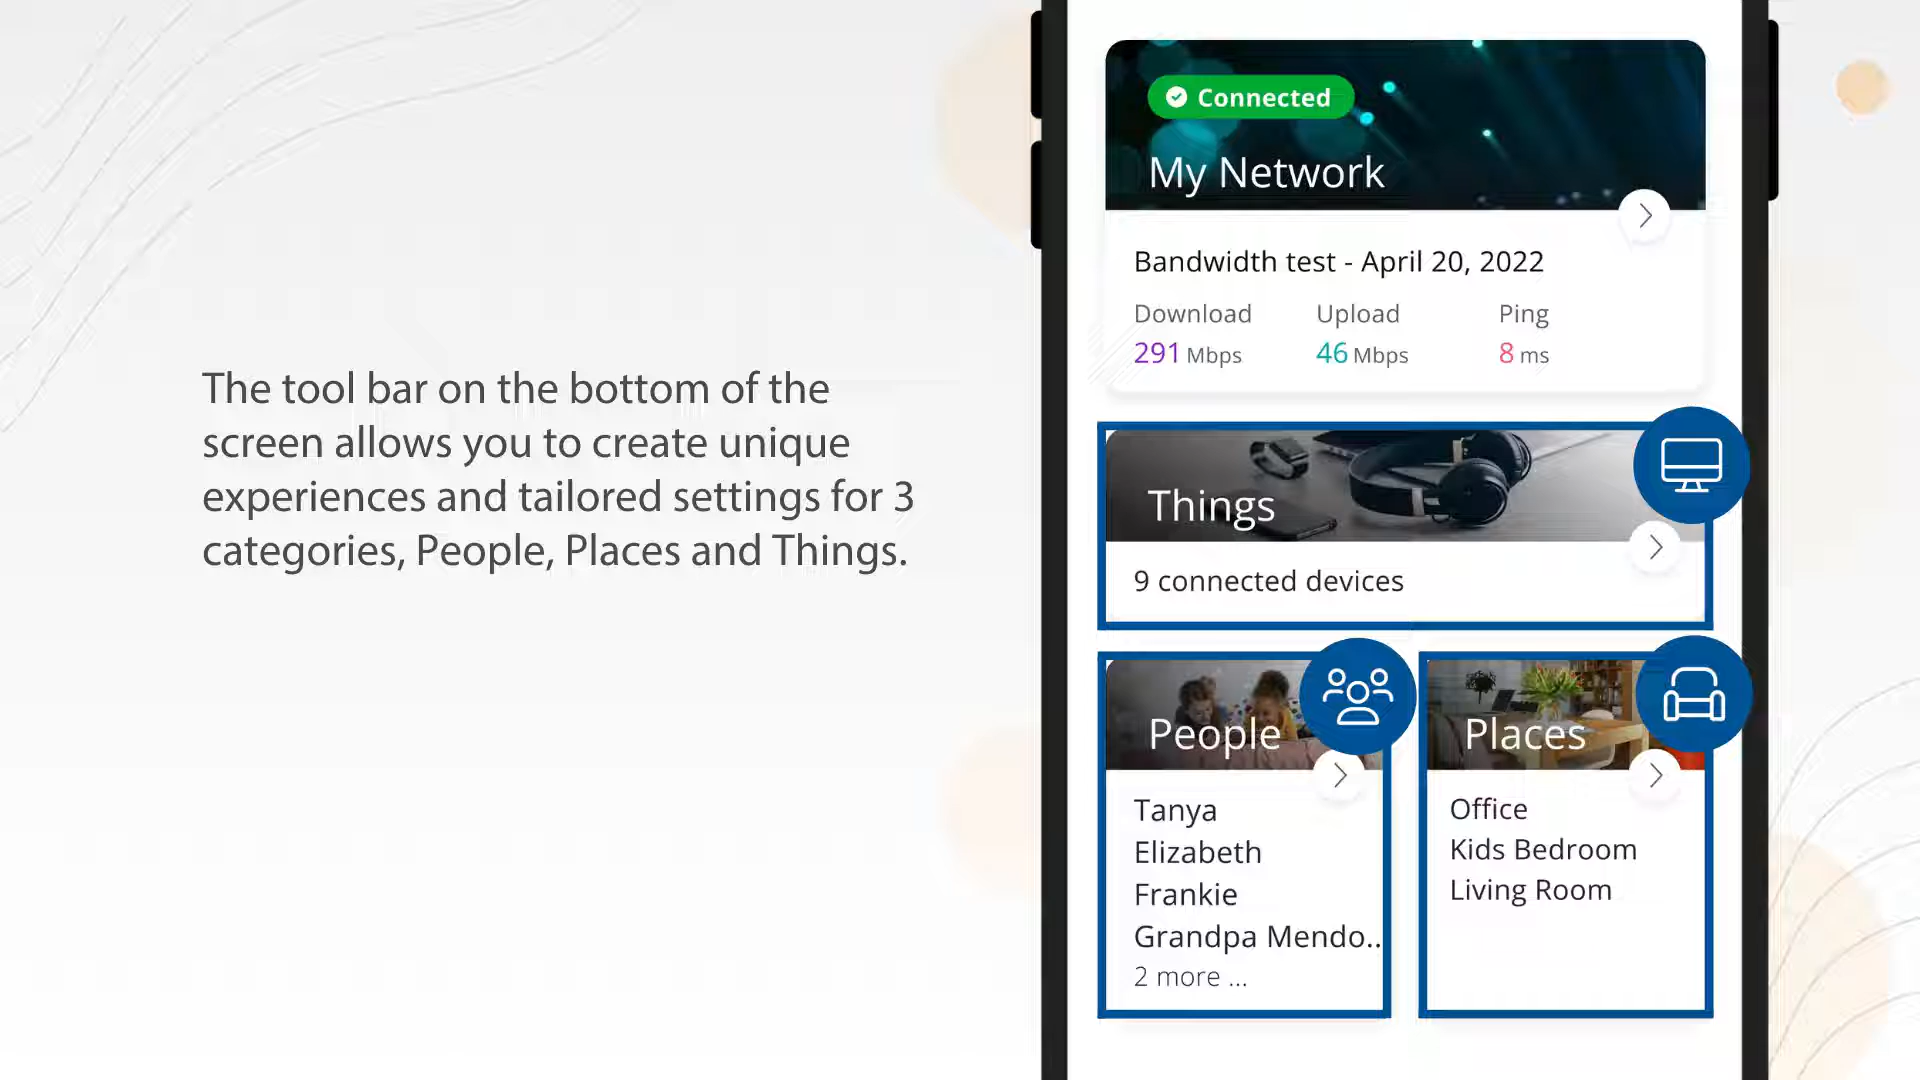 The tool bar on the bottom of the
screen allows you to create unique
experiences and tailored settings for 3
categories, People, Places and Things.
Connected
My Network
Bandwidth test - April 20, 2022
Download Upload Ping
291 Mbps 46 Mbps 8 ms
Things
9 connected devices
People
Tanya
Elizabeth
Frankie
Grandpa Mendo..
2 more ...
Places
Office
Kids Bedroom
Living Room